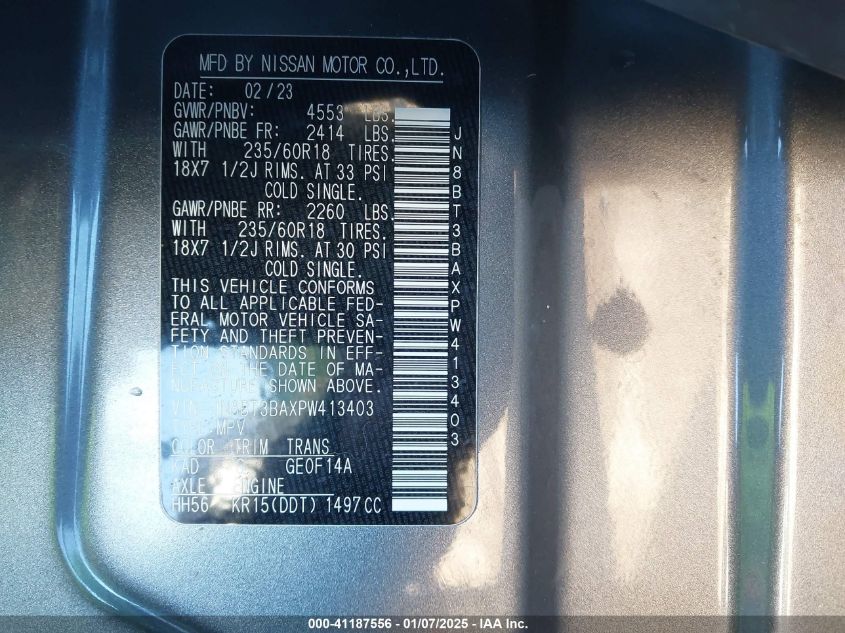 MFD BY NISSAN MOTOR CO.,LTD.
DATE: 02/23
GVWR/PNBV: 4553 LBS.
GAWR/PNBE FR: 2414 LBS.
WITH 235/60R18 TIRES.
18X7 1/2J RIMS. AT 33 PSI
COLD SINGLE.
GAWR/PNBE RR: 2260 LBS.
WITH 235/60R18 TIRES.
18X7 1/2J RIMS. AT 30 PSI
COLD SINGLE.
THIS VEHICLE CONFORMS
TO ALL APPLICABLE FED-
ERAL MOTOR VEHICLE SA-
FETY AND THEFT PREVEN-
TION STANDARDS IN EFF-
ECT ON THE DATE OF MA-
NUFACTURE SHOWN ABOVE.
VIN: JN8BT3BAXPW413403
MPV
COLOR TRIM TRANS
KAD GE0F14A
AXLE ENGINE
HH56 KR15(DDT) 1497CC
JN8BT3BAXPW413403
000-41187556 — 01/07/2025 — IAA Inc.